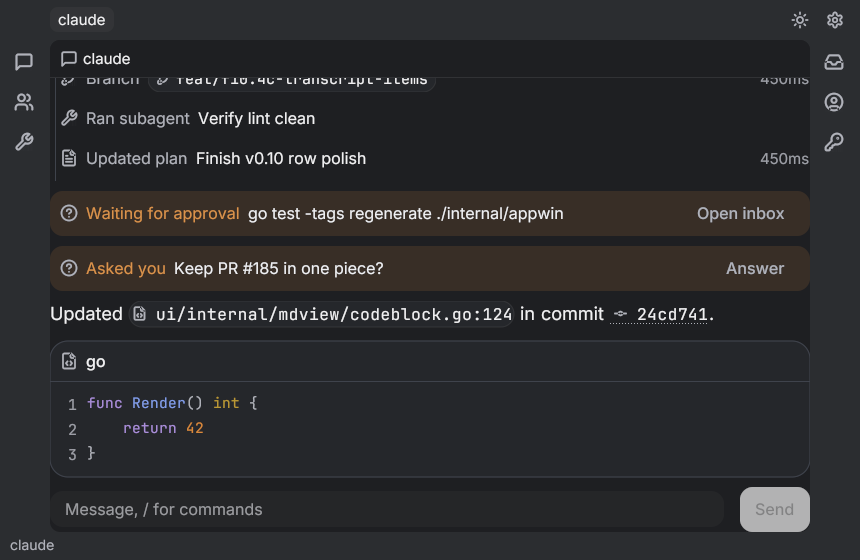 claude
claude
Branch feat/f10.4c-transcript-items 450ms
Ran subagent Verify lint clean
Updated plan Finish v0.10 row polish 450ms
Waiting for approval go test -tags regenerate ./internal/appwin Open inbox
Asked you Keep PR #185 in one piece? Answer
Updated ui/internal/mdview/codeblock.go:124 in commit 24cd741.
go
1 func Render() int {
2     return 42
3 }
Message, / for commands Send
claude